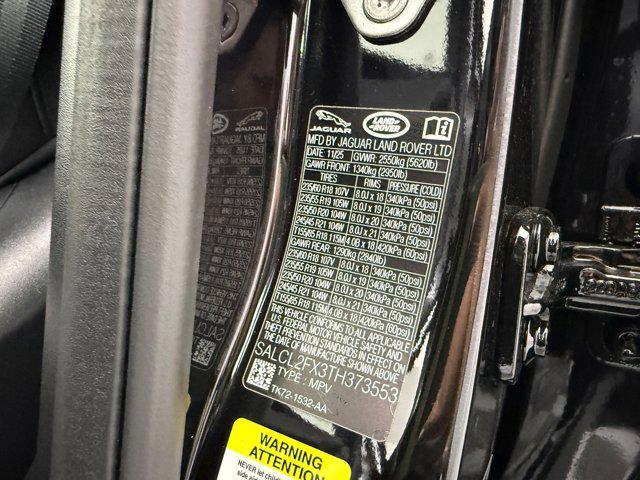 JAGUAR LAND ROVER
MFD BY JAGUAR LAND ROVER LTD
DATE: 11/25 GVWR: 2550kg (5620lb)
GAWR FRONT: 1340kg (2950lb)
TIRES RIMS PRESSURE (COLD)
235/60 R18 107V 8.0J x 18 340kPa (50psi)
235/55 R19 105W 8.0J x 19 340kPa (50psi)
235/50 R20 104W 8.0J x 20 340kPa (50psi)
245/45 R21 104W 8.0J x 21 340kPa (50psi)
T155/85 R18 115M 4.0B x 18 420kPa (60psi)
GAWR REAR: 1290kg (2840lb)
235/60 R18 107V 8.0J x 18 340kPa (50psi)
235/55 R19 105W 8.0J x 19 340kPa (50psi)
235/50 R20 104W 8.0J x 20 340kPa (50psi)
245/45 R21 104W 8.0J x 21 340kPa (50psi)
T155/85 R18 115M 4.0B x 18 420kPa (60psi)
THIS VEHICLE CONFORMS TO ALL APPLICABLE
U.S. FEDERAL MOTOR VEHICLE SAFETY AND
THEFT PREVENTION STANDARDS IN EFFECT ON
THE DATE OF MANUFACTURE SHOWN ABOVE
SALCL2FX3TH373553
TYPE: MPV
TK72-1532-AA
WARNING
ATTENTION
NEVER let
side air